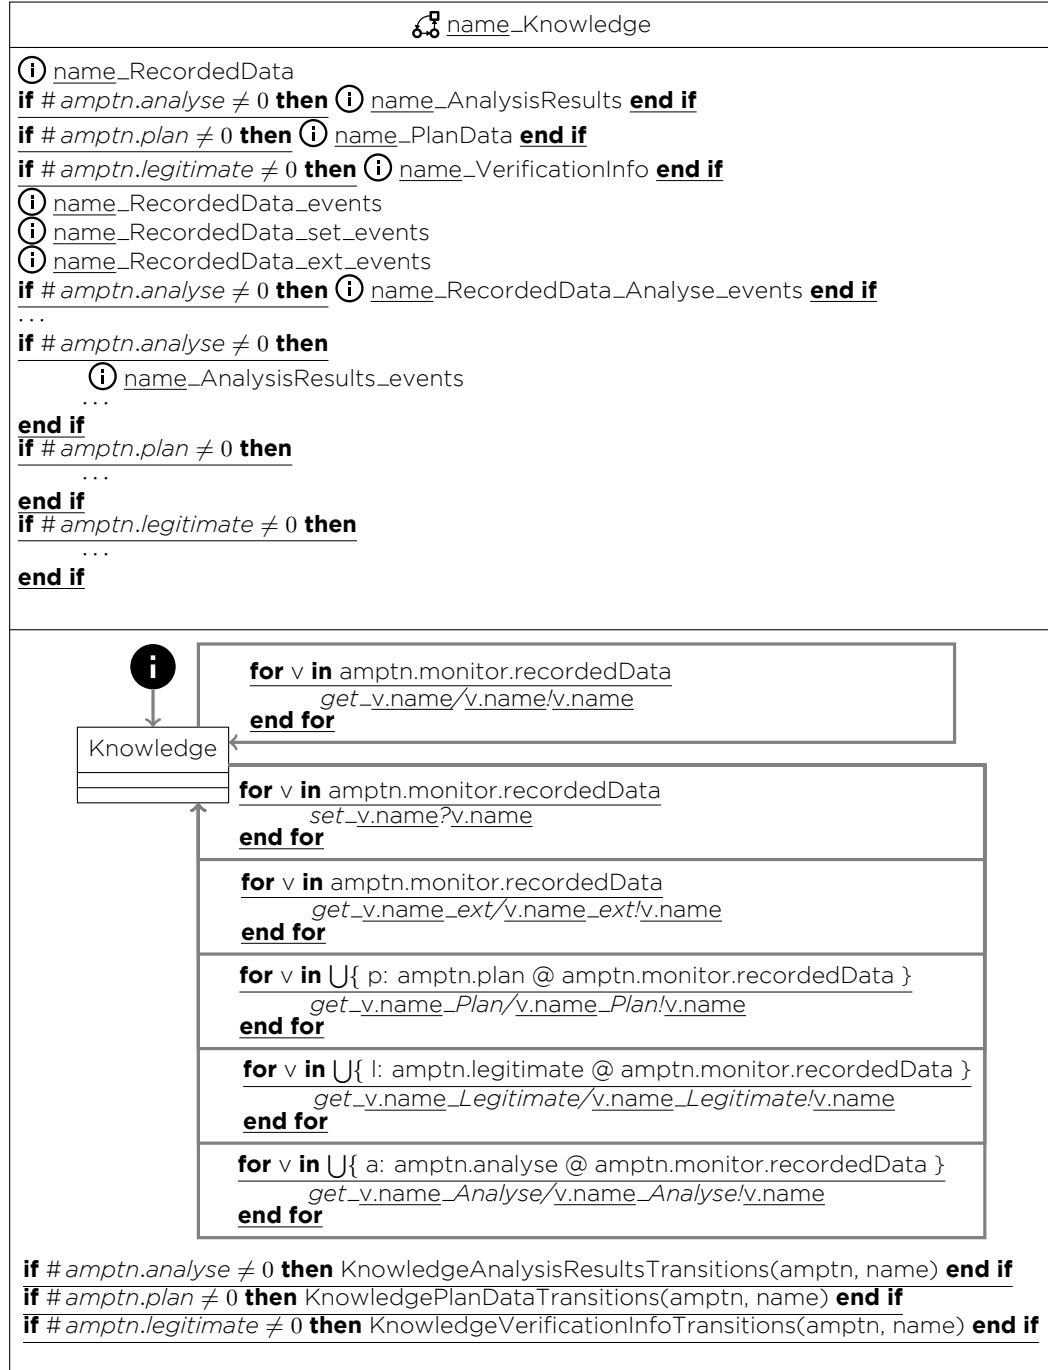 name_Knowledge
i name_RecordedData
if # amptn.analyse ≠ 0 then i name_AnalysisResults end if
if # amptn.plan ≠ 0 then i name_PlanData end if
if # amptn.legitimate ≠ 0 then i name_VerificationInfo end if
i name_RecordedData_events
i name_RecordedData_set_events
i name_RecordedData_ext_events
if # amptn.analyse ≠ 0 then i name_RecordedData_Analyse_events end if
...
if # amptn.analyse ≠ 0 then
i name_AnalysisResults_events
...
end if
if # amptn.plan ≠ 0 then
...
end if
if # amptn.legitimate ≠ 0 then
...
end if
i
for v in amptn.monitor.recordedData
get_v.name/v.name!v.name
end for
Knowledge
for v in amptn.monitor.recordedData
set_v.name?v.name
end for
for v in amptn.monitor.recordedData
get_v.name_ext/v.name_ext!v.name
end for
for v in ⋃{ p: amptn.plan @ amptn.monitor.recordedData }
get_v.name_Plan/v.name_Plan!v.name
end for
for v in ⋃{ l: amptn.legitimate @ amptn.monitor.recordedData }
get_v.name_Legitimate/v.name_Legitimate!v.name
end for
for v in ⋃{ a: amptn.analyse @ amptn.monitor.recordedData }
get_v.name_Analyse/v.name_Analyse!v.name
end for
if # amptn.analyse ≠ 0 then KnowledgeAnalysisResultsTransitions(amptn, name) end if
if # amptn.plan ≠ 0 then KnowledgePlanDataTransitions(amptn, name) end if
if # amptn.legitimate ≠ 0 then KnowledgeVerificationInfoTransitions(amptn, name) end if